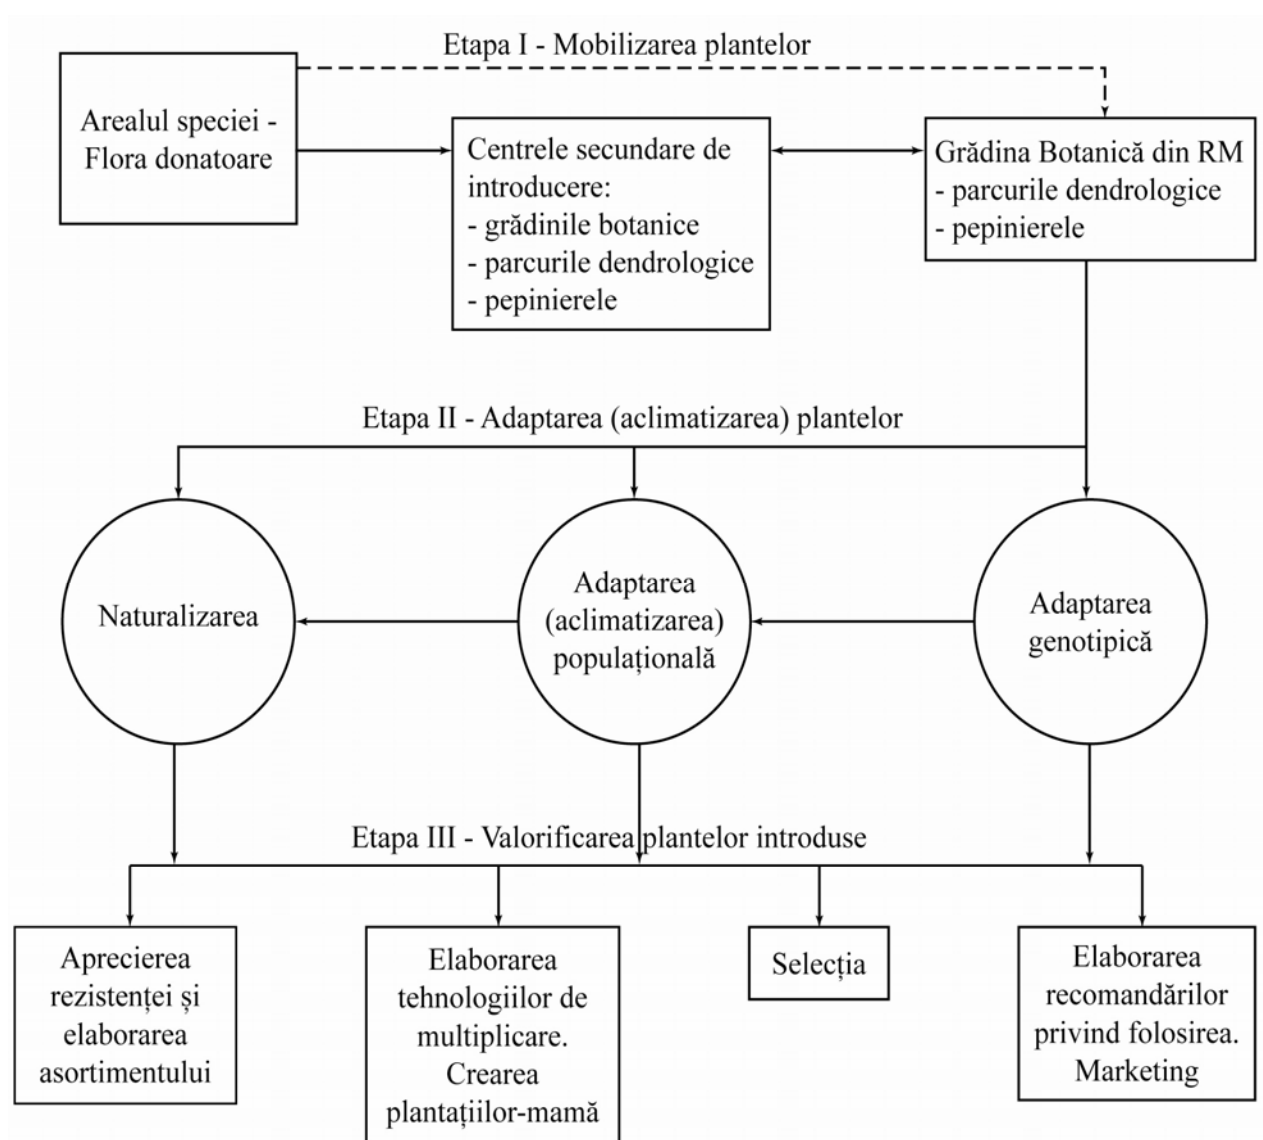 Etapa I - Mobilizarea plantelor
Arealul speciei -
Flora donatoare
Centrele secundare de
introducere:
- grădinile botanice
- parcurile dendrologice
- pepinierele
Grădina Botanică din RM
- parcurile dendrologice
- pepinierele
Etapa II - Adaptarea (aclimatizarea) plantelor
Naturalizarea
Adaptarea
(aclimatizarea)
populațională
Adaptarea
genotipică
Etapa III - Valorificarea plantelor introduse
Aprecierea
rezistenței și
elaborarea
asortimentului
Elaborarea
tehnologiilor de
multiplicare.
Crearea
plantațiilor-mamă
Selecția
Elaborarea
recomandărilor
privind folosirea.
Marketing